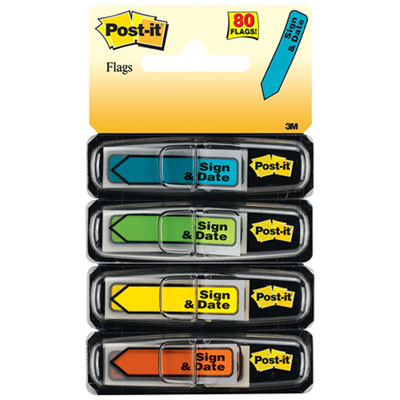 Post-it
Flags
80
FLAGS!
Sign
& Date
3M
Sign
& Date
Post-it
Sign
& Date
Post-it
Sign
& Date
Post-it
Sign
& Date
Post-it